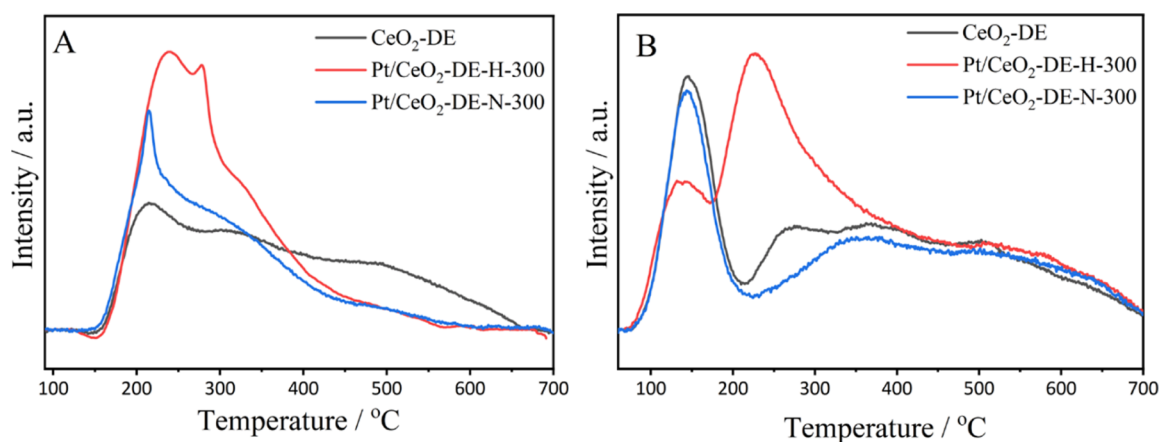 A
CeO₂-DE
Pt/CeO₂-DE-H-300
Pt/CeO₂-DE-N-300
Intensity / a.u.
100 200 300 400 500 600 700
Temperature / °C
B
CeO₂-DE
Pt/CeO₂-DE-H-300
Pt/CeO₂-DE-N-300
Intensity / a.u.
100 200 300 400 500 600 700
Temperature / °C